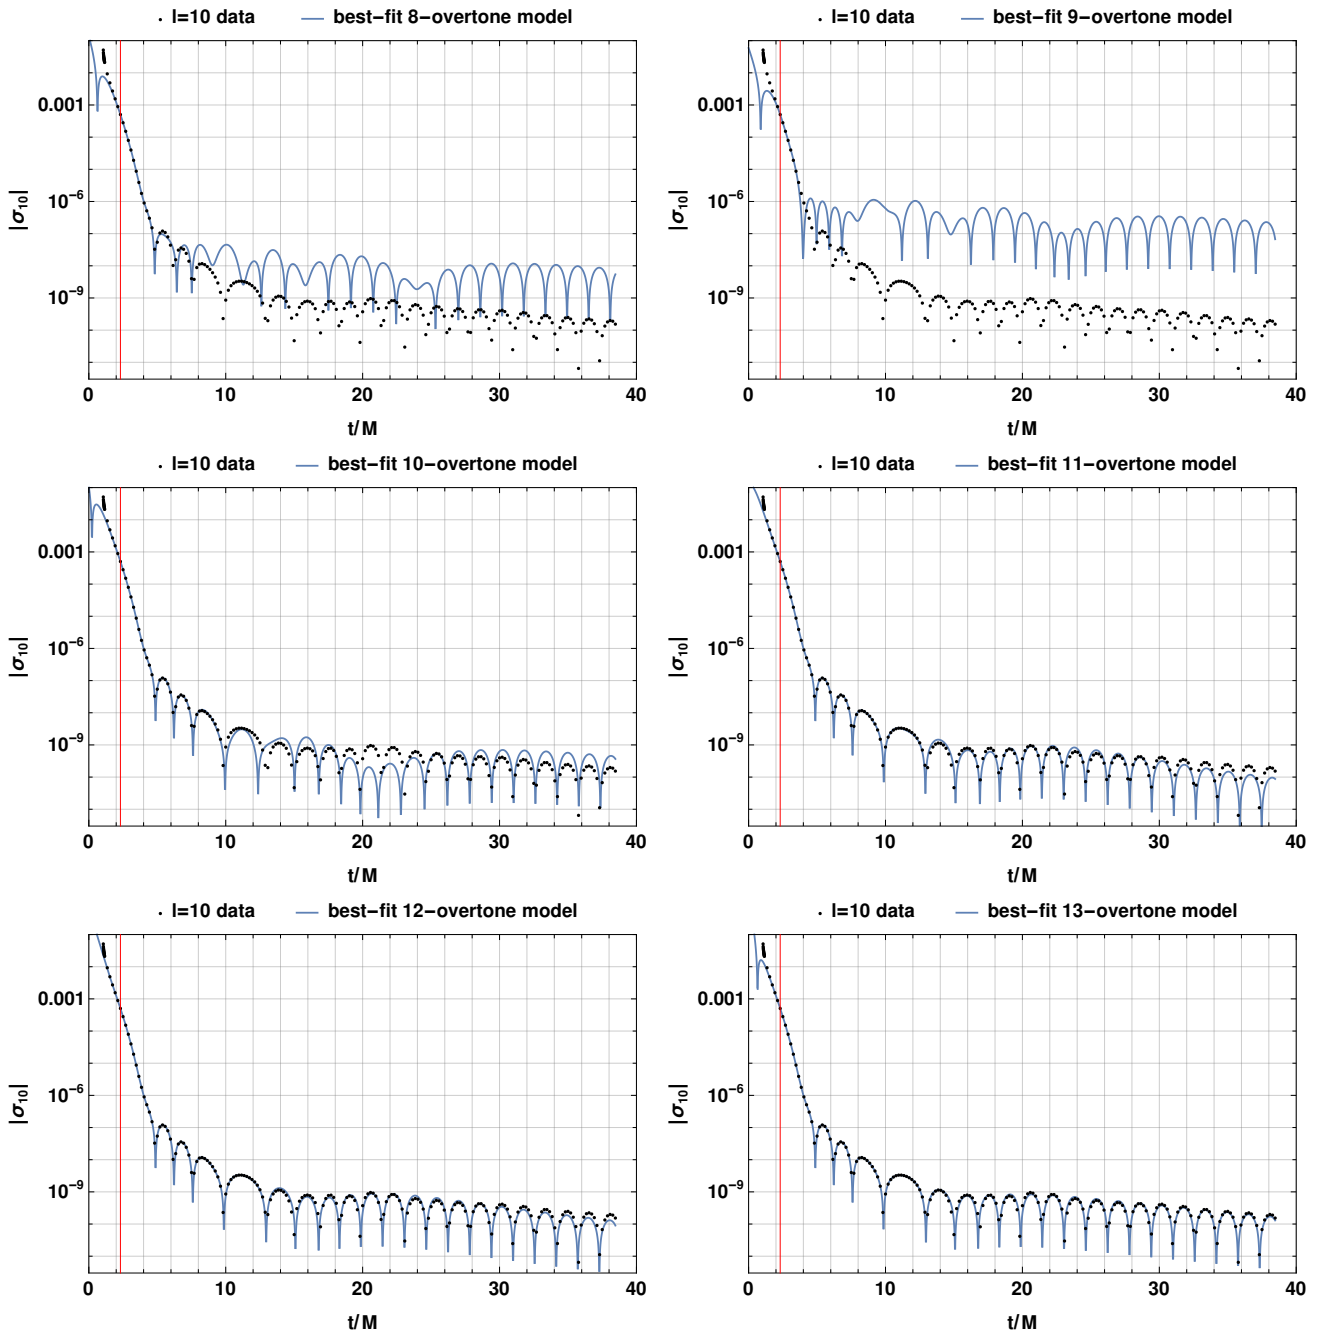 l=10 data best-fit 8-overtone model l=10 data best-fit 9-overtone model
0.001 0.001
10⁻⁶ 10⁻⁶
|σ₁₀| |σ₁₀|
10⁻⁹ 10⁻⁹
0 10 20 30 40 0 10 20 30 40
t/M t/M
l=10 data best-fit 10-overtone model l=10 data best-fit 11-overtone model
0.001 0.001
10⁻⁶ 10⁻⁶
|σ₁₀| |σ₁₀|
10⁻⁹ 10⁻⁹
0 10 20 30 40 0 10 20 30 40
t/M t/M
l=10 data best-fit 12-overtone model l=10 data best-fit 13-overtone model
0.001 0.001
10⁻⁶ 10⁻⁶
|σ₁₀| |σ₁₀|
10⁻⁹ 10⁻⁹
0 10 20 30 40 0 10 20 30 40
t/M t/M